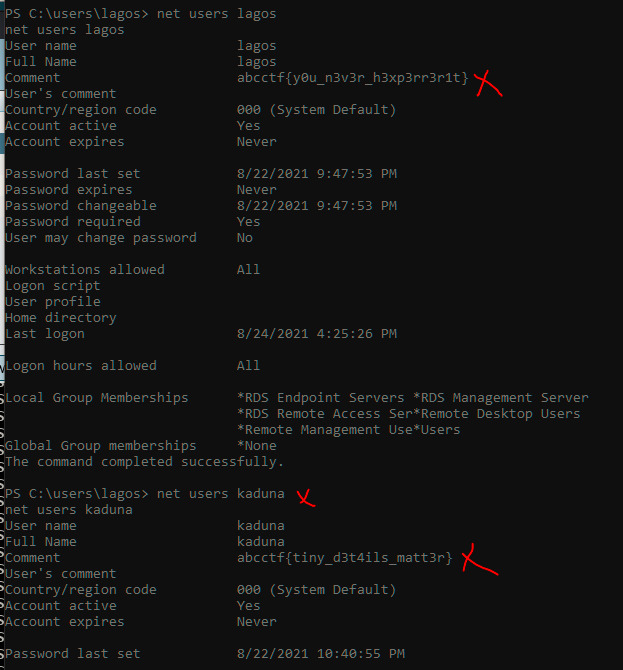 PS C:\users\lagos> net users lagos
net users lagos
User name                    lagos
Full Name                    lagos
Comment                      abcctf{y0u_n3v3r_h3xp3rr3r1t}
User's comment
Country/region code          000 (System Default)
Account active               Yes
Account expires              Never
Password last set            8/22/2021 9:47:53 PM
Password expires             Never
Password changeable          8/22/2021 9:47:53 PM
Password required            Yes
User may change password     No
Workstations allowed         All
Logon script
User profile
Home directory
Last logon                   8/24/2021 4:25:26 PM
Logon hours allowed          All
Local Group Memberships      *RDS Endpoint Servers *RDS Management Server
                             *RDS Remote Access Ser*Remote Desktop Users
                             *Remote Management Use*Users
Global Group memberships     *None
The command completed successfully.
PS C:\users\lagos> net users kaduna
net users kaduna
User name                    kaduna
Full Name                    kaduna
Comment                      abcctf{tiny_d3t4ils_matt3r}
User's comment
Country/region code          000 (System Default)
Account active               Yes
Account expires              Never
Password last set            8/22/2021 10:40:55 PM